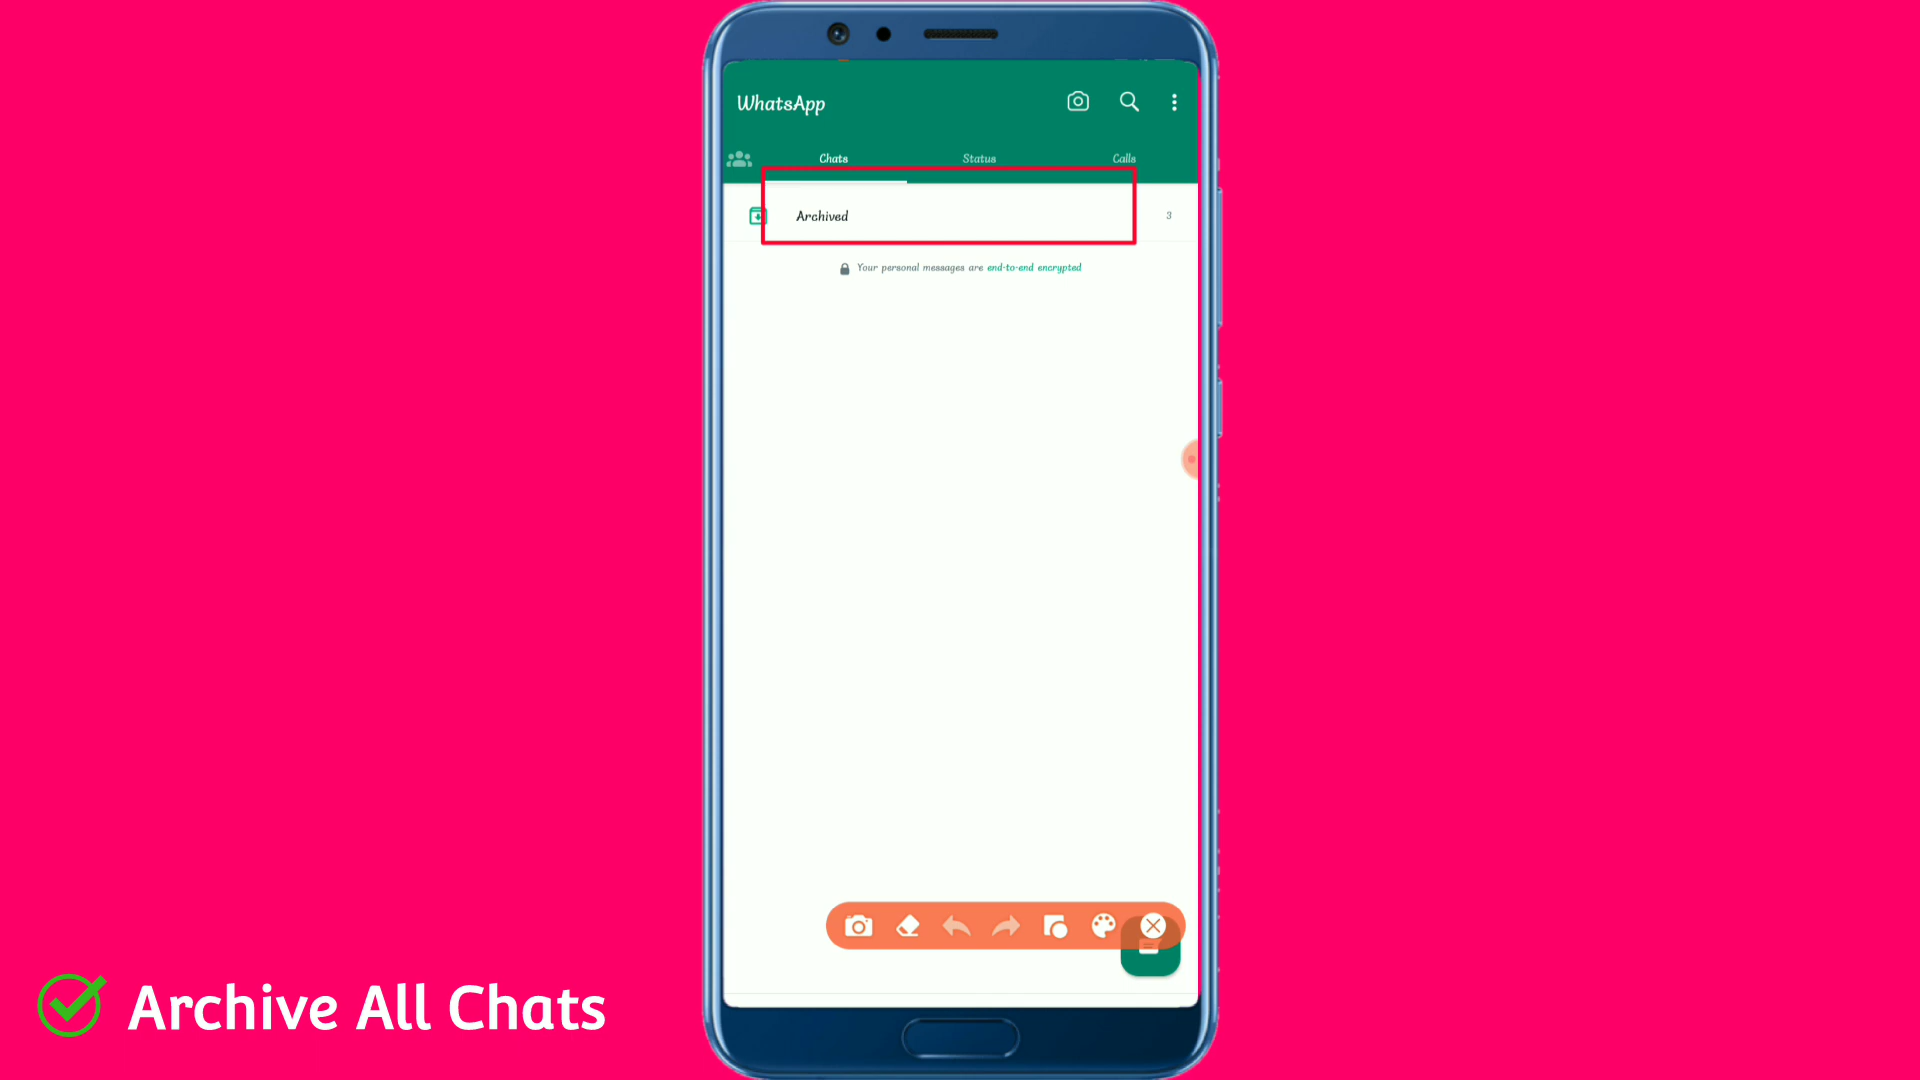 WhatsApp
Chats Status Calls
Archived 3
Your personal messages are end-to-end encrypted
Archive All Chats